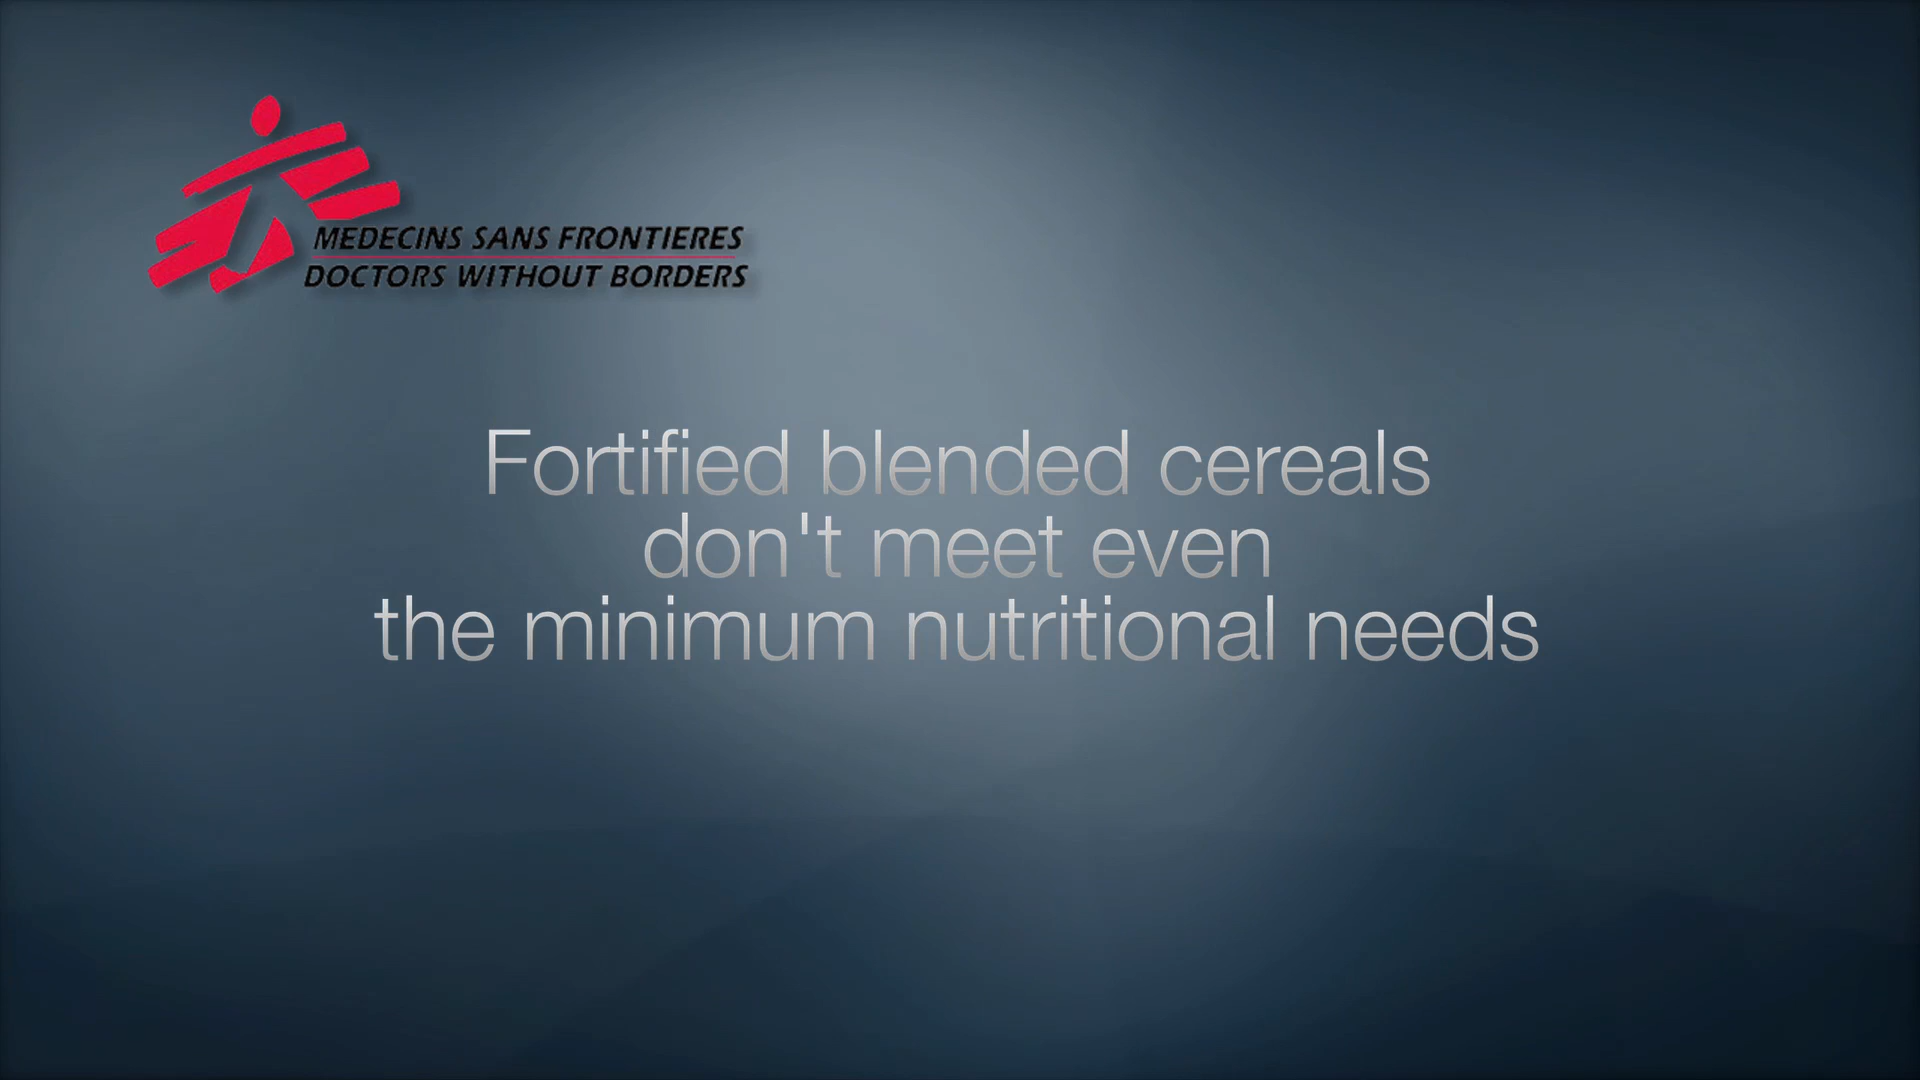 MEDECINS SANS FRONTIERES
DOCTORS WITHOUT BORDERS
Fortified blended cereals
don't meet even
the minimum nutritional needs